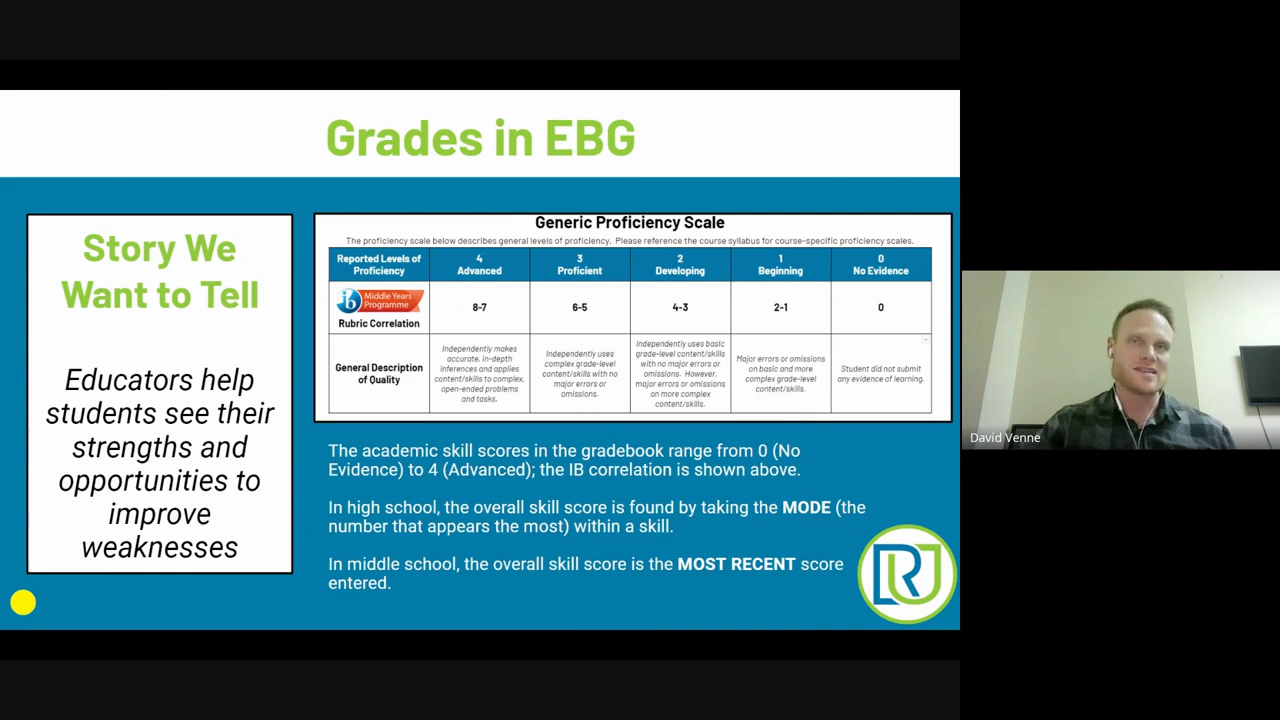 Grades in EBG
Story We
Want to Tell
Educators help
students see their
strengths and
opportunities to
improve
weaknesses
Generic Proficiency Scale
The proficiency scale below describes general levels of proficiency. Please reference the course syllabus for course-specific proficiency scales.
Reported Levels of
Proficiency
4
Advanced
3
Proficient
2
Developing
1
Beginning
0
No Evidence
ib
Middle Years
Programme
Rubric Correlation
8-7
6-5
4-3
2-1
0
General Description
of Quality
Independently makes
accurate, in-depth
inferences and applies
content/skills to complex,
open-ended problems
and tasks.
Independently uses
complex grade-level
content/skills with no
major errors or
omissions.
Independently uses basic
grade-level content/skills
with no major errors or
omissions. However,
major errors or omissions
on more complex
content/skills.
Major errors or omissions
on basic and more
complex grade-level
content/skills.
Student did not submit
any evidence of learning.
The academic skill scores in the gradebook range from 0 (No
Evidence) to 4 (Advanced); the IB correlation is shown above.
In high school, the overall skill score is found by taking the MODE (the
number that appears the most) within a skill.
In middle school, the overall skill score is the MOST RECENT score
entered.
RU
David Venne